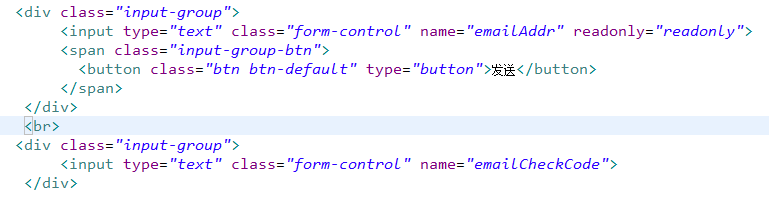 <div class="input-group">
<input type="text" class="form-control" name="emailAddr" readonly="readonly">
<span class="input-group-btn">
<button class="btn btn-default" type="button">发送</button>
</span>
</div>
<br>
<div class="input-group">
<input type="text" class="form-control" name="emailCheckCode">
</div>